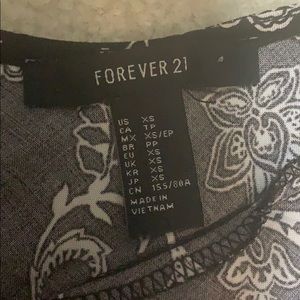 FOREVER 21
US XS
CA TP
MX XS/EP
BR PP
EU XS
UK XS
KR XS
JP XS
CN 155/80A
MADE IN
VIETNAM